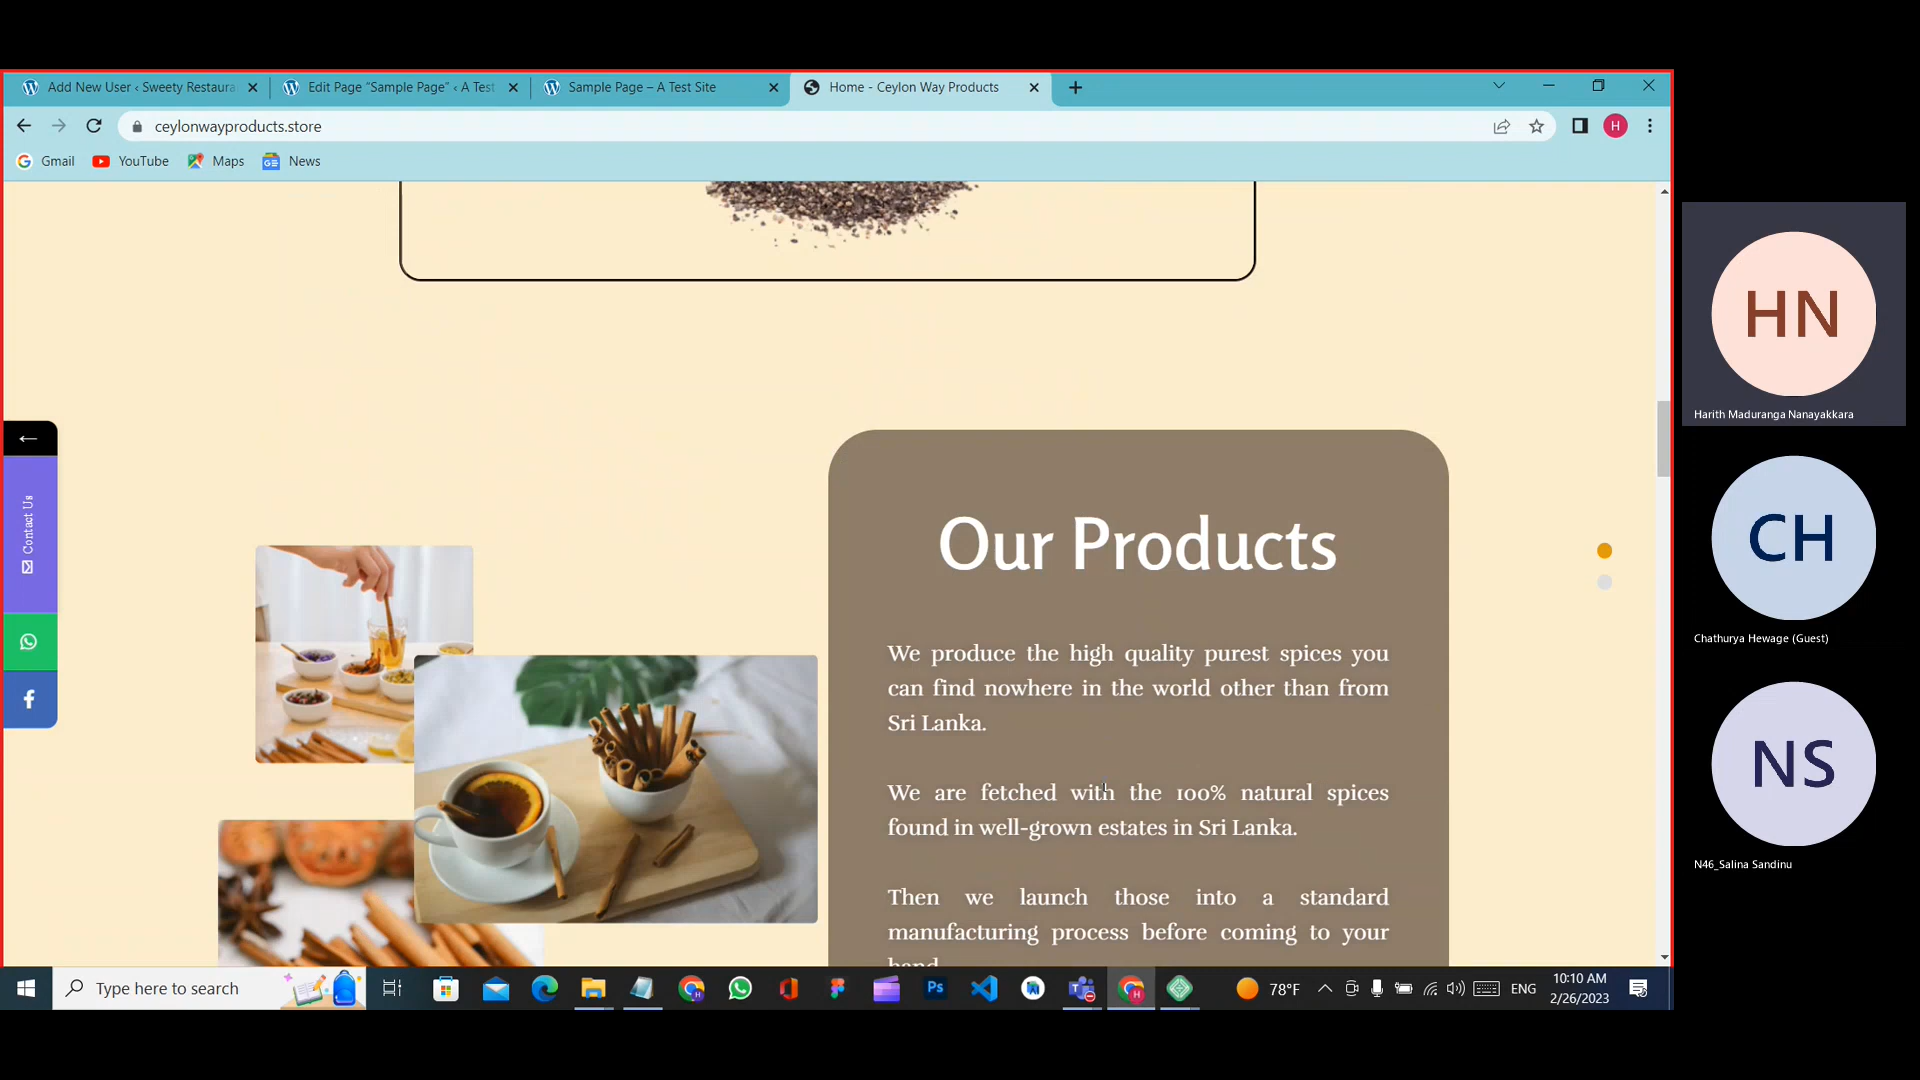 Add New User ‹ Sweety Restaura
Edit Page “Sample Page” ‹ A Test
Sample Page – A Test Site
Home - Ceylon Way Products
ceylonwayproducts.store
H
Gmail
YouTube
Maps
News
Contact Us
Our Products
We produce the high quality purest spices you
can find nowhere in the world other than from
Sri Lanka.
We are fetched with the 100% natural spices
found in well-grown estates in Sri Lanka.
Then we launch those into a standard
manufacturing process before coming to your
hand.
HN
Harith Maduranga Nanayakkara
CH
Chathurya Hewage (Guest)
NS
N46_Salina Sandinu
Type here to search
78°F
ENG
10:10 AM
2/26/2023